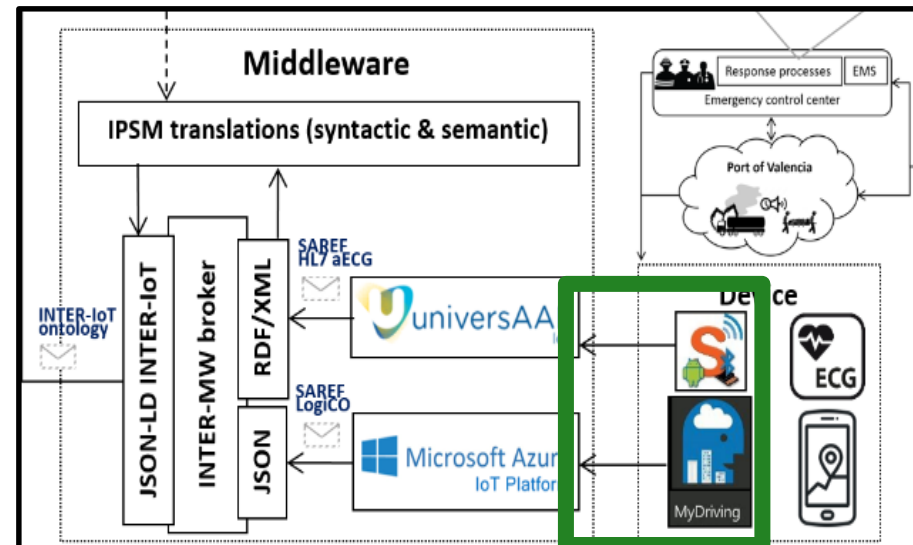 Middleware
IPSM translations (syntactic & semantic)
JSON-LD INTER-IoT
INTER-MW broker
RDF/XML
JSON
SAREF
HL7 aECG
INTER-IoT
ontology
SAREF
LogiCO
universAA
Microsoft Azur
IoT Platform
Response processes
EMS
Emergency control center
Port of Valencia
Device
S
ECG
MyDriving